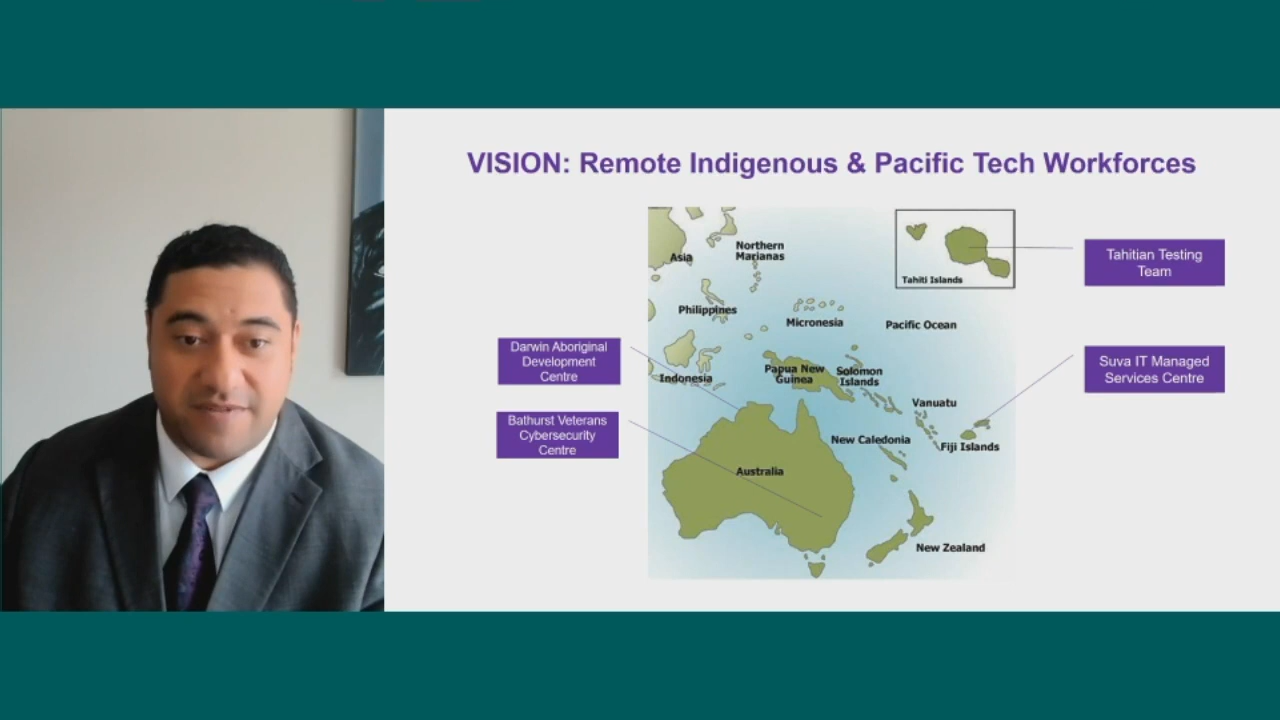 VISION: Remote Indigenous & Pacific Tech Workforces
Asia
Northern
Marianas
Tahiti Islands
Tahitian Testing
Team
Philippines
Micronesia
Pacific Ocean
Darwin Aboriginal
Development
Centre
Indonesia
Papua New
Guinea
Solomon
Islands
Suva IT Managed
Services Centre
Vanuatu
Bathurst Veterans
Cybersecurity
Centre
New Caledonia
Fiji Islands
Australia
New Zealand